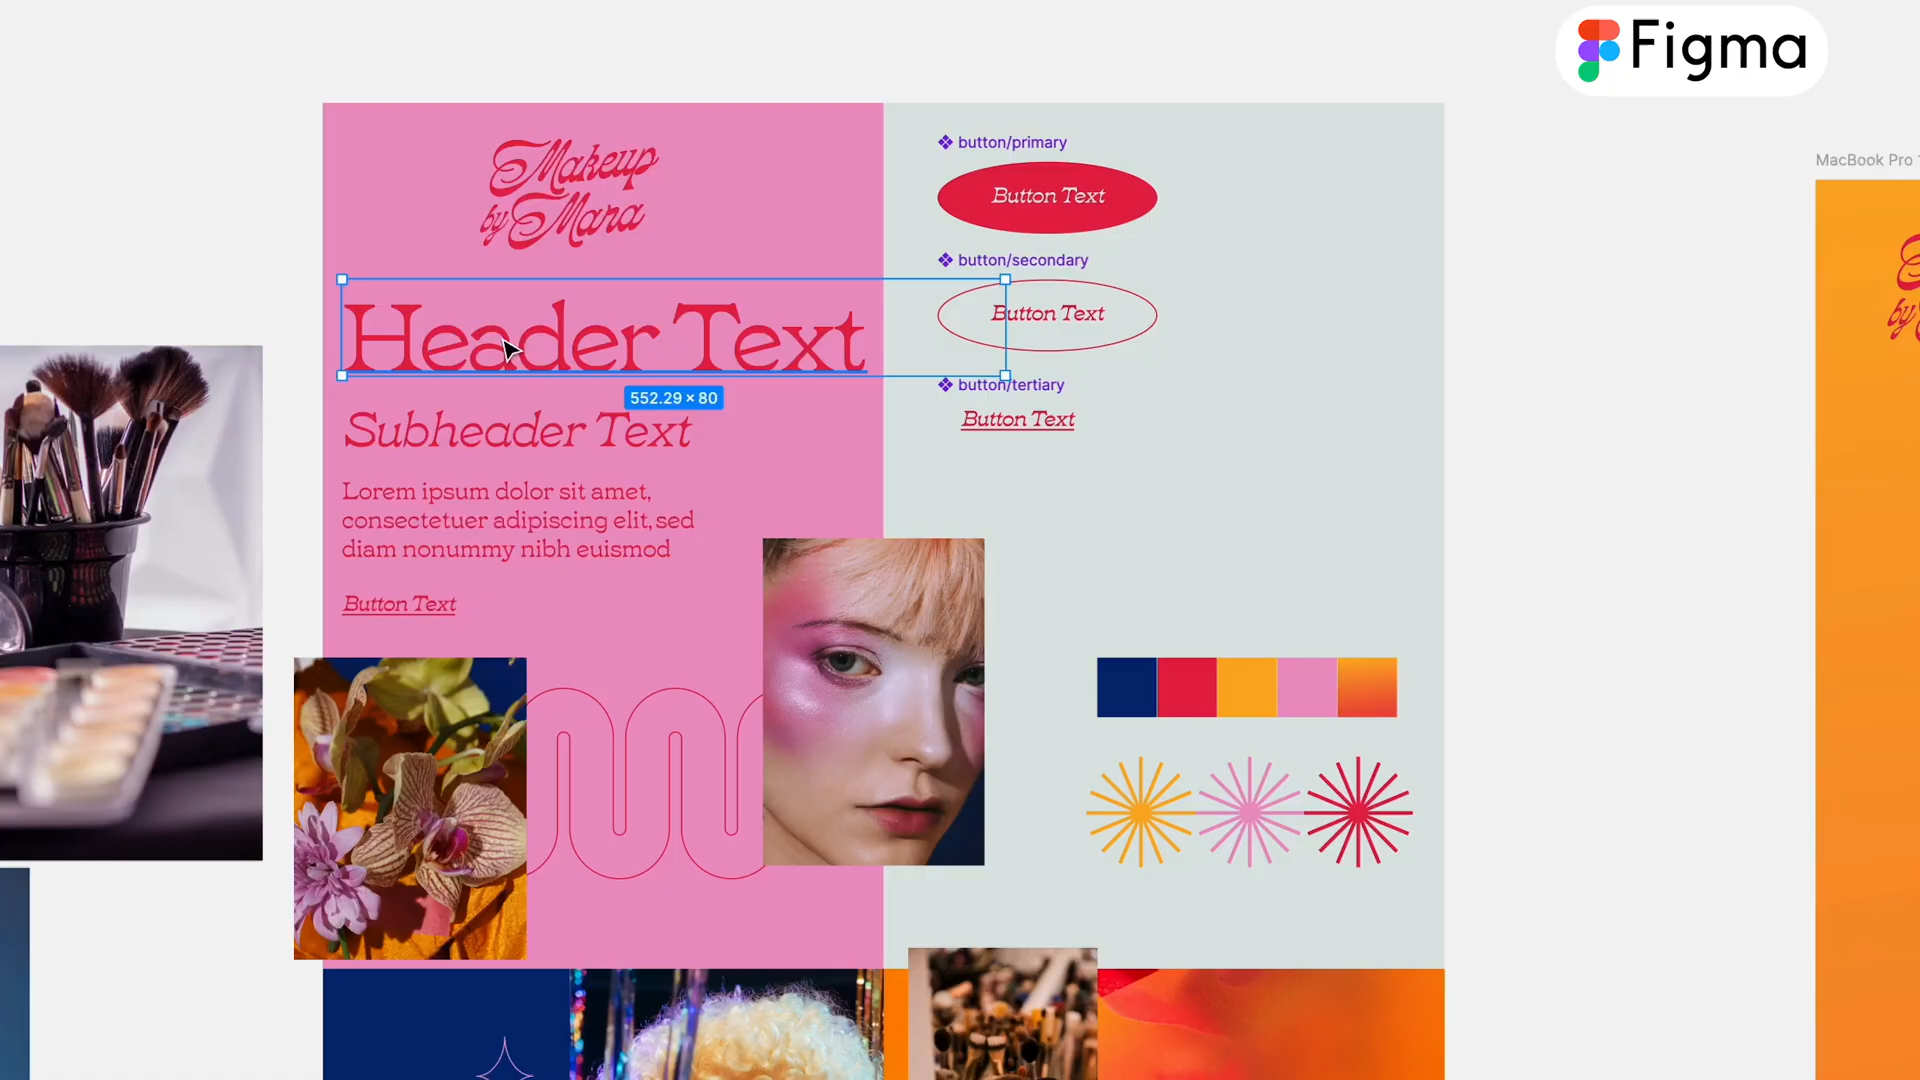 Figma
Makeup
by Mara
Header Text
552.29 × 80
Subheader Text
Lorem ipsum dolor sit amet,
consectetuer adipiscing elit, sed
diam nonummy nibh euismod
Button Text
button/primary
Button Text
button/secondary
Button Text
button/tertiary
Button Text
MacBook Pro
by